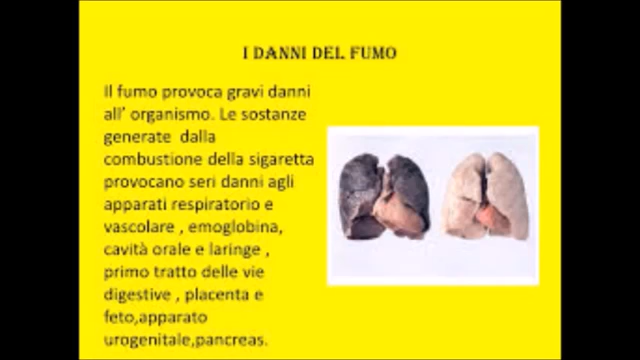 I DANNI DEL FUMO
Il fumo provoca gravi danni
all' organismo. Le sostanze
generate  dalla
combustione della sigaretta
provocano seri danni agli
apparati respiratorio e
vascolare , emoglobina,
cavità orale e laringe ,
primo tratto delle vie
digestive , placenta e
feto,apparato
urogenitale,pancreas.